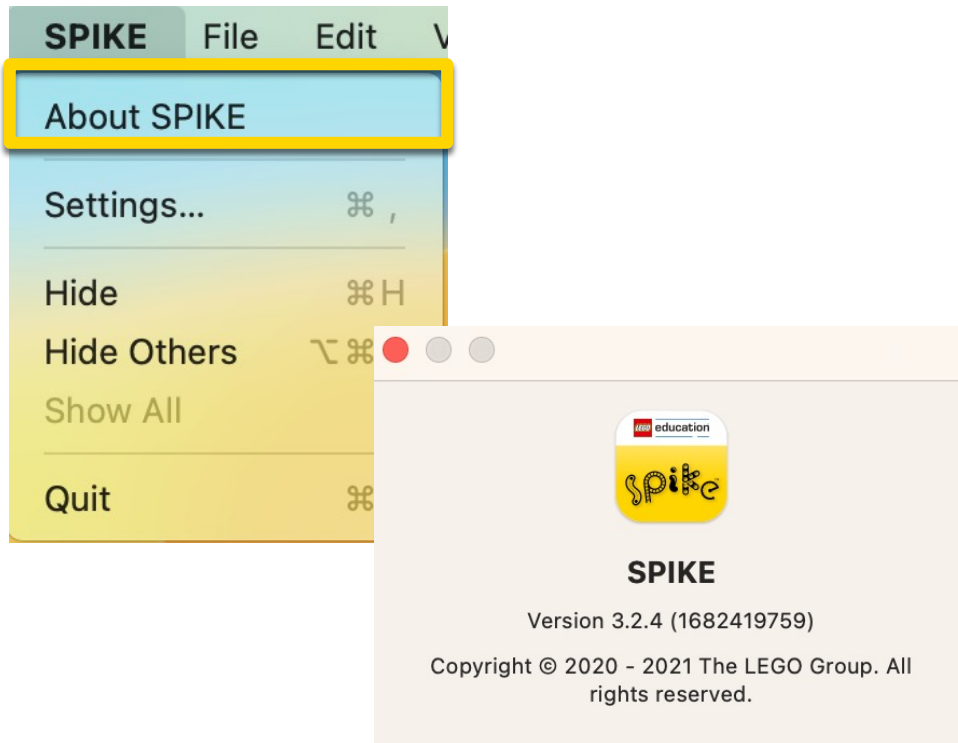 SPIKE File Edit
About SPIKE
Settings... ⌘ ,
Hide ⌘H
Hide Others ⌥⌘
Show All
Quit ⌘
LEGO education
spike
SPIKE
Version 3.2.4 (1682419759)
Copyright © 2020 - 2021 The LEGO Group. All
rights reserved.